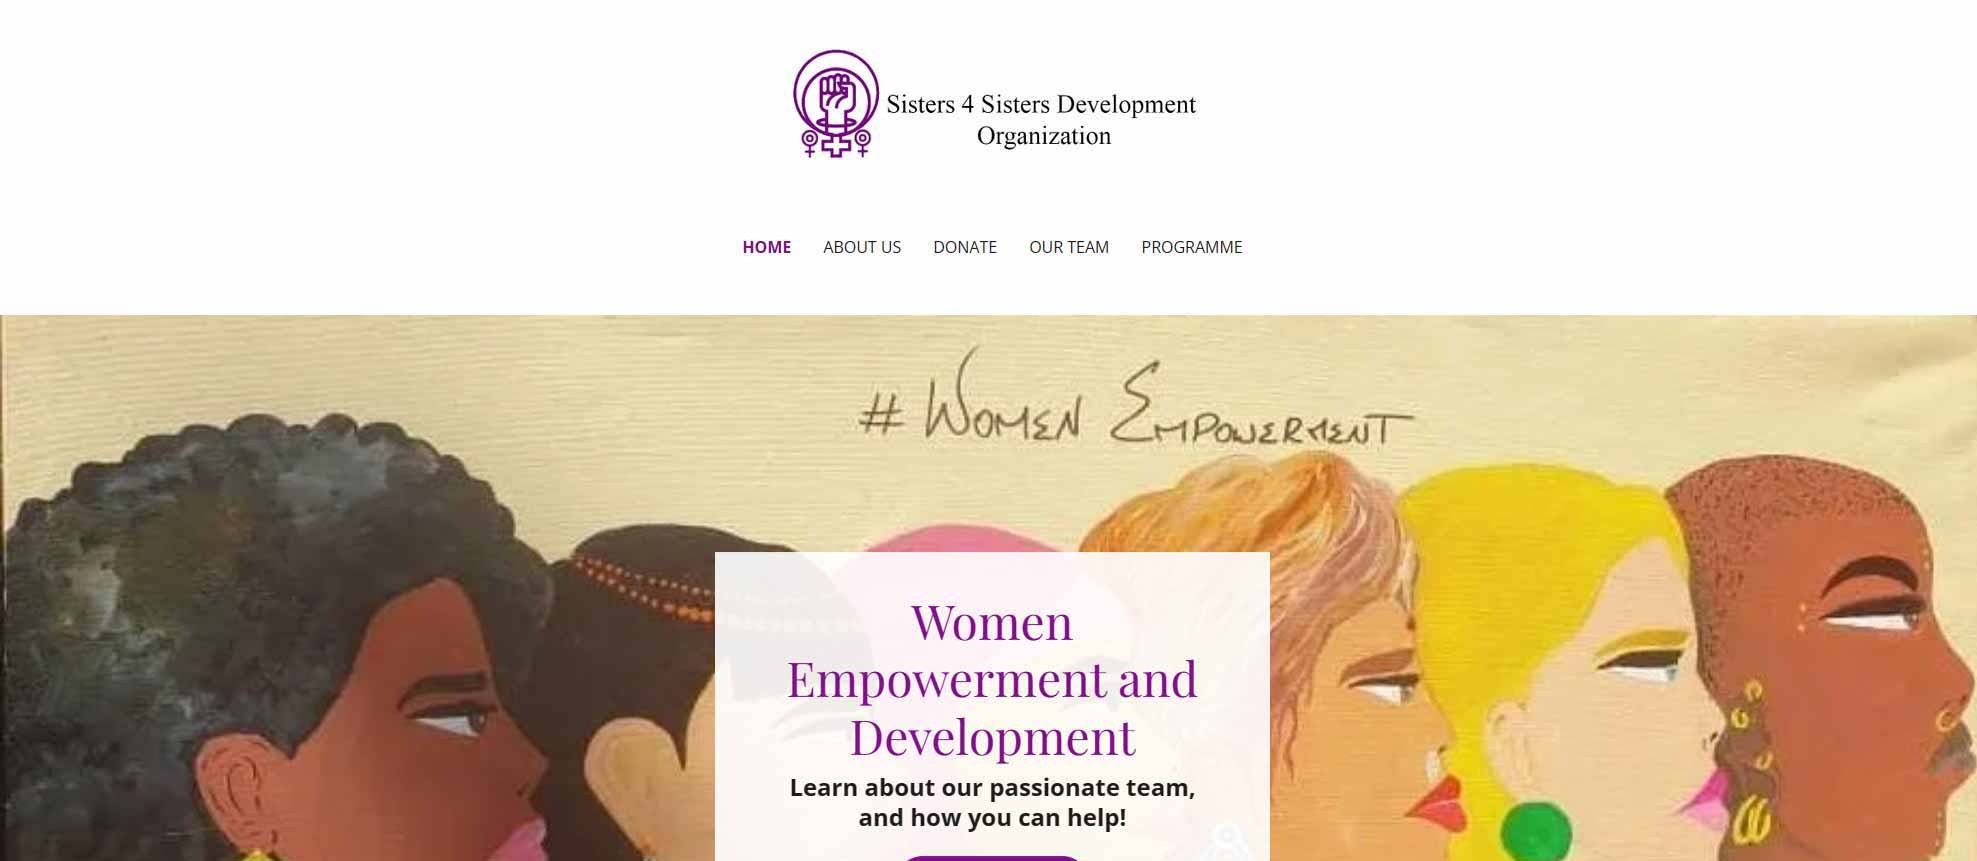 Sisters 4 Sisters Development
Organization
HOME ABOUT US DONATE OUR TEAM PROGRAMME
# WOMEN EMPOWERMENT
Women
Empowerment and
Development
Learn about our passionate team,
and how you can help!